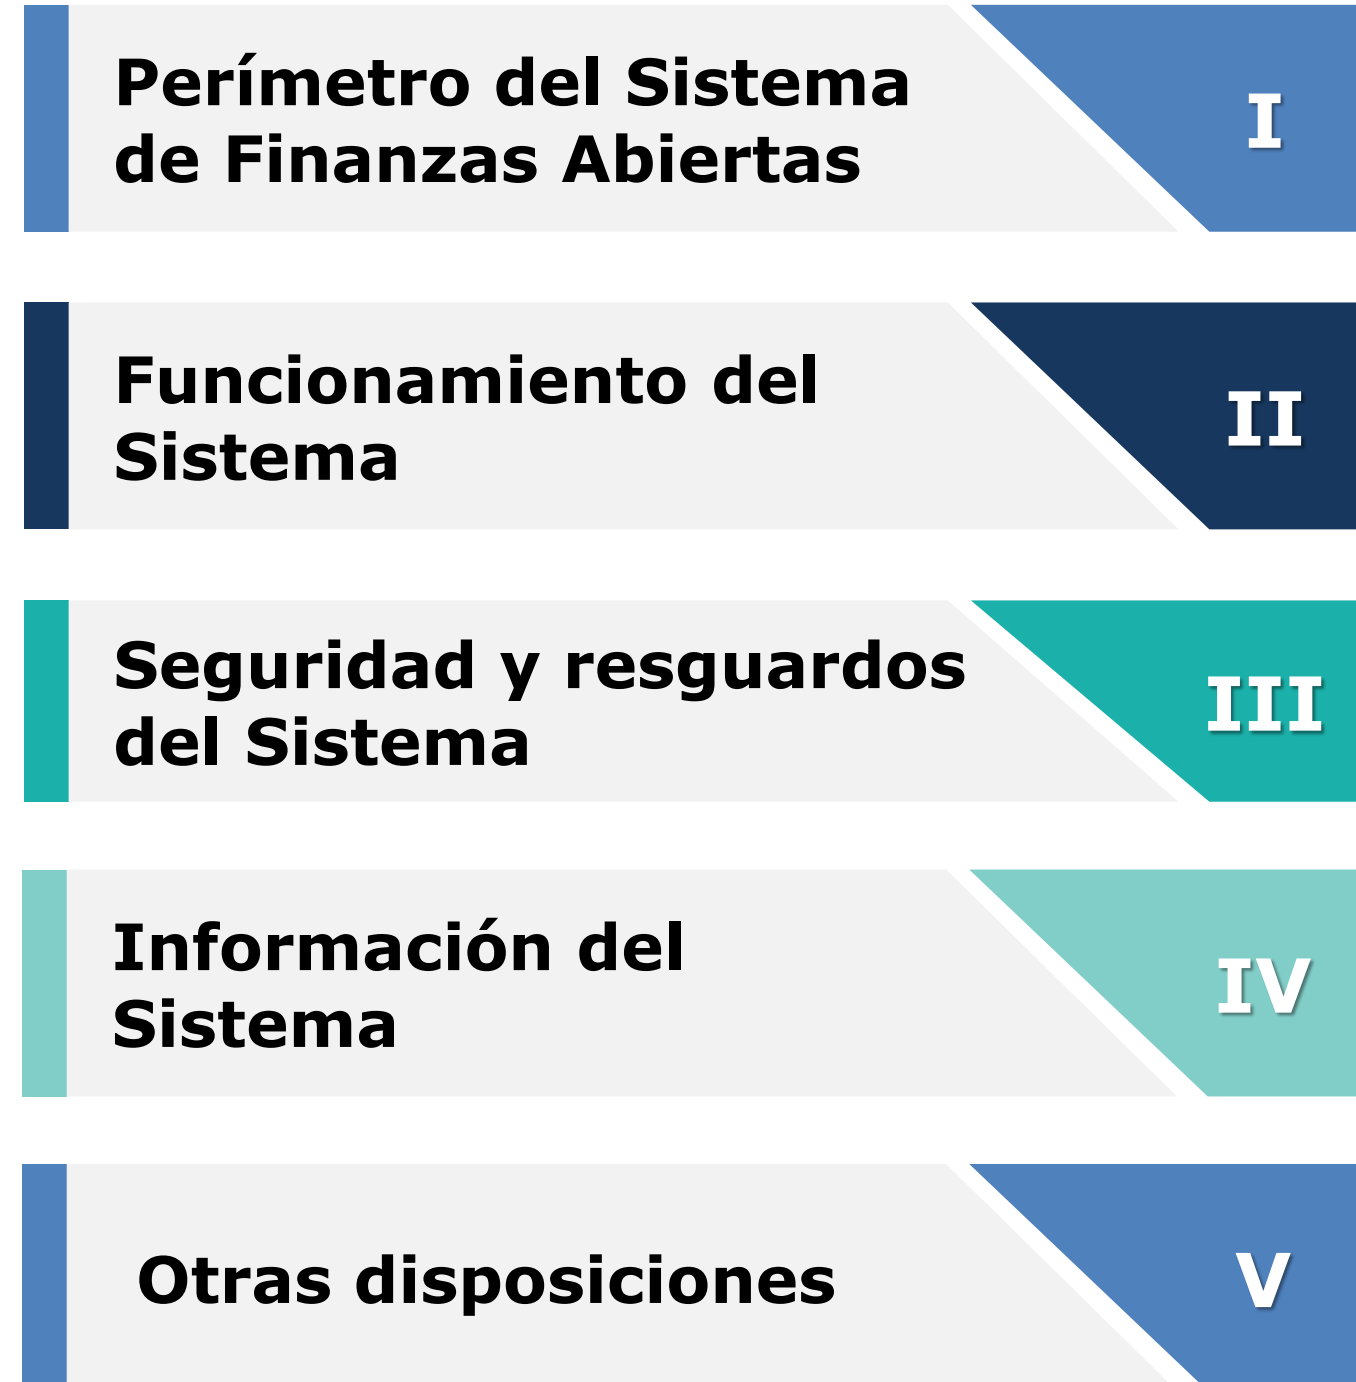 Perímetro del Sistema
de Finanzas Abiertas
I
Funcionamiento del
Sistema
II
Seguridad y resguardos
del Sistema
III
Información del
Sistema
IV
Otras disposiciones
V